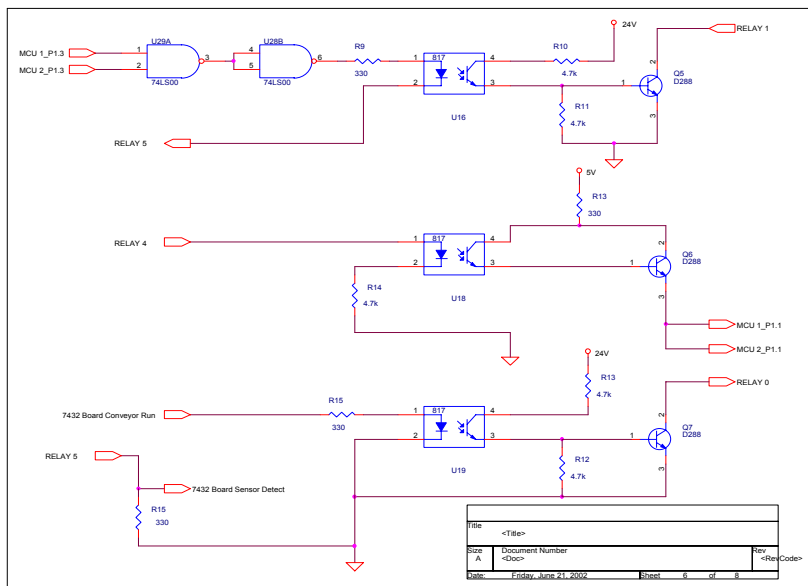 24V
U29A
U28B
R9
817
R10
RELAY 1
MCU 1_P1.3 1
3
4
6
1
4
2
MCU 2_P1.3 2
5
330
2
3
4.7k
1
Q5
D288
74LS00
74LS00
U16
R11
4.7k
3
RELAY 5
5V
R13
330
RELAY 4
1
817
4
2
Q6
D288
2
3
1
R14
4.7k
U18
3
MCU 1_P1.1
MCU 2_P1.1
24V
R13
4.7k
RELAY 0
7432 Board Conveyor Run
R15
330
1
817
4
2
2
3
1
Q7
D288
RELAY 5
U19
R12
4.7k
3
7432 Board Sensor Detect
R15
330
Title
<Title>
Size
A
Document Number
<Doc>
Rev
<RevCode>
Date: Friday, June 21, 2002 Sheet 6 of 8